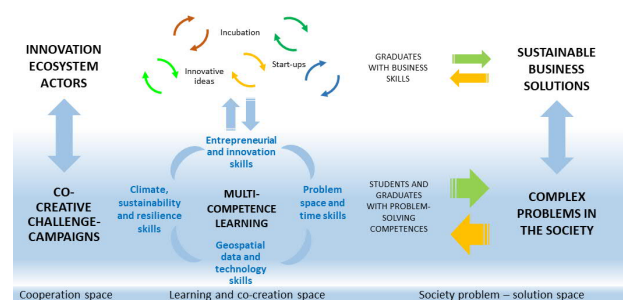 INNOVATION
ECOSYSTEM
ACTORS
Incubation
Innovative
ideas
Start-ups
GRADUATES
WITH BUSINESS
SKILLS
SUSTAINABLE
BUSINESS
SOLUTIONS
Entrepreneurial
and innovation
skills
CO-
CREATIVE
CHALLENGE-
CAMPAIGNS
Climate,
sustainability
and resilience
skills
MULTI-
COMPETENCE
LEARNING
Problem
space and
time skills
Geospatial
data and
technology
skills
STUDENTS AND
GRADUATES
WITH PROBLEM-
SOLVING
COMPETENCES
COMPLEX
PROBLEMS IN
THE SOCIETY
Cooperation space
Learning and co-creation space
Society problem – solution space